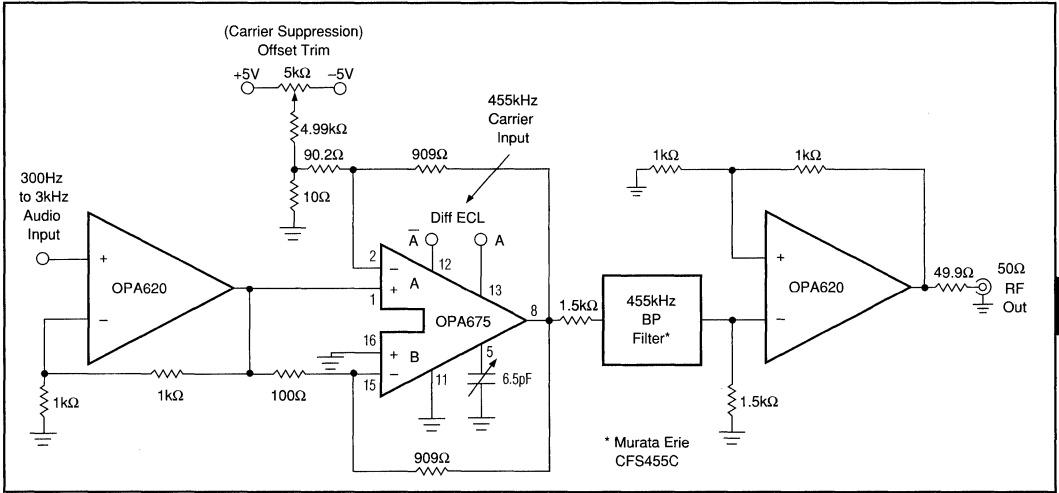 (Carrier Suppression)
Offset Trim
+5V
5kΩ
–5V
4.99kΩ
90.2Ω
10Ω
909Ω
455kHz
Carrier
Input
Diff ECL
A
A
12
13
300Hz
to 3kHz
Audio
Input
+
OPA620
–
1kΩ
1kΩ
100Ω
2
–
A
+
1
OPA675
16
+
B
–
15
11
5
6.5pF
8
909Ω
1.5kΩ
455kHz
BP
Filter*
1.5kΩ
1kΩ
1kΩ
+
OPA620
–
49.9Ω
50Ω
RF
Out
* Murata Erie
CFS455C